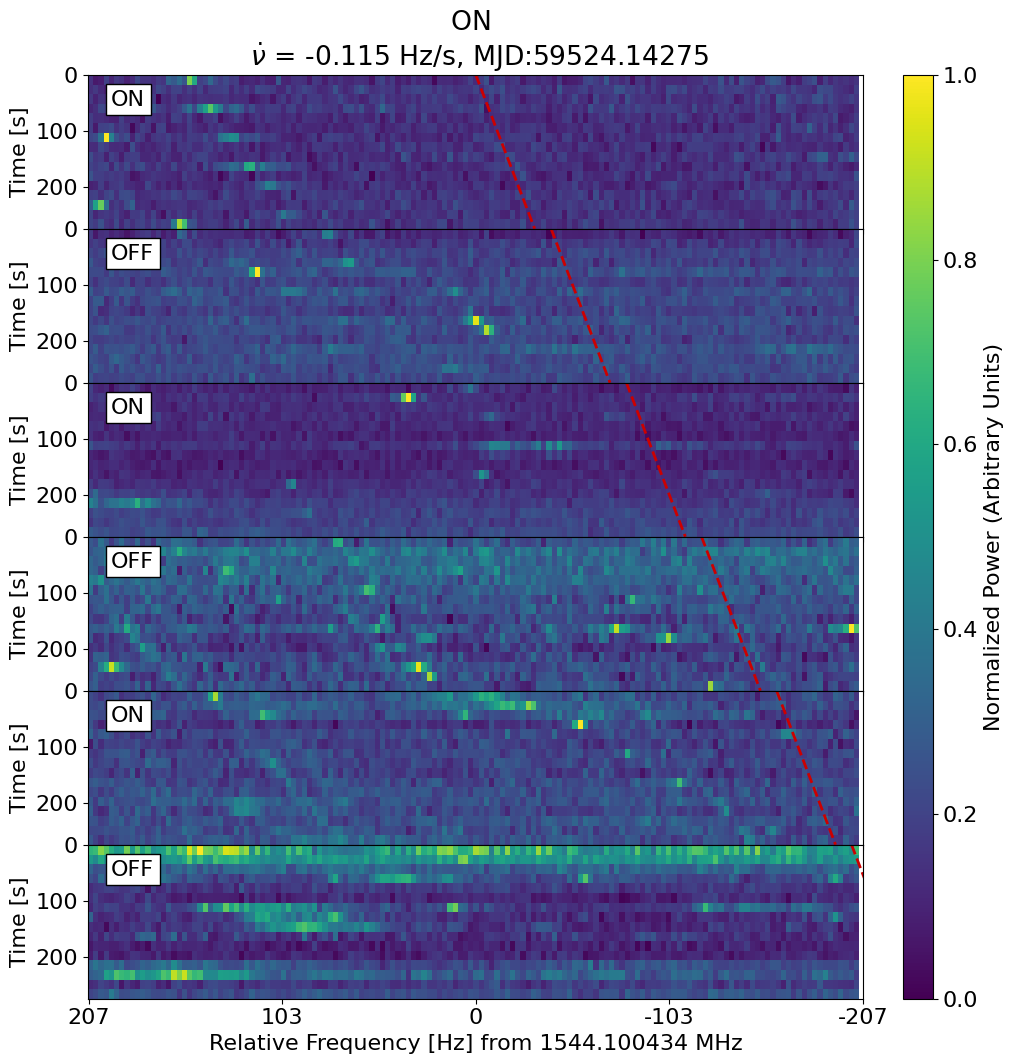 ON
ν̇ = -0.115 Hz/s, MJD:59524.14275
ON
OFF
ON
OFF
ON
OFF
Time [s]
0
100
200
Time [s]
0
100
200
Time [s]
0
100
200
Time [s]
0
100
200
Time [s]
0
100
200
Time [s]
0
100
200
207
103
0
-103
-207
Relative Frequency [Hz] from 1544.100434 MHz
1.0
0.8
0.6
0.4
0.2
0.0
Normalized Power (Arbitrary Units)